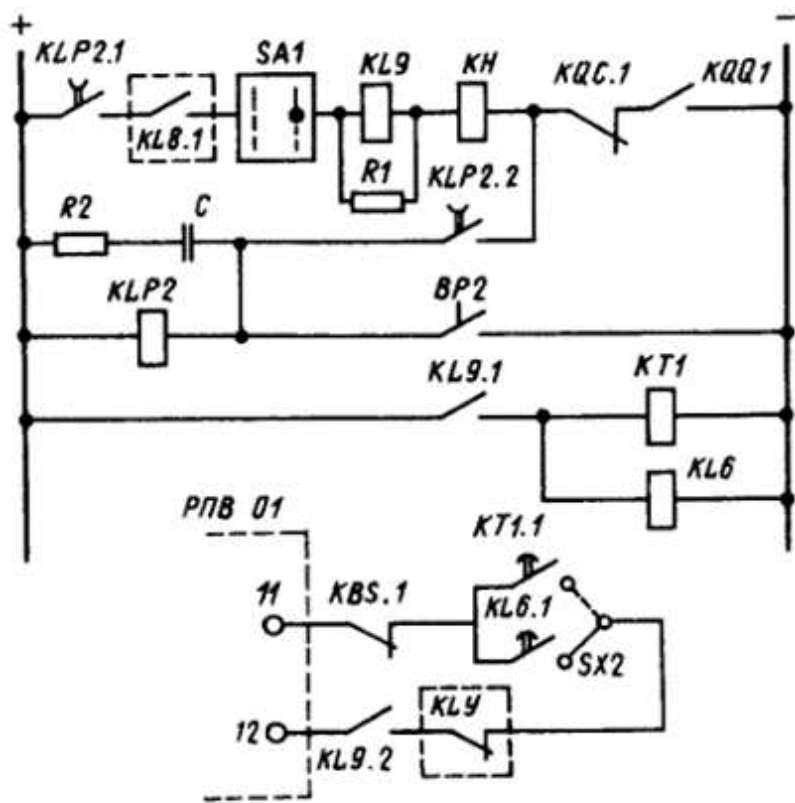 +
−
KLP2.1
SA1
KL9
KH
KQC.1
KQQ1
KL8.1
R1
KLP2.2
R2
C
KLP2
BP2
KL9.1
KT1
KL6
РПВ 01
KT1.1
11
KBS.1
KL6.1
SX2
KLУ
12
KL9.2